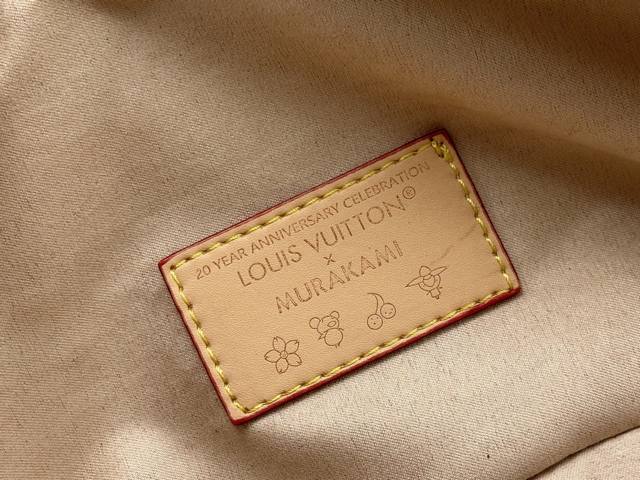 20 YEAR ANNIVERSARY CELEBRATION
LOUIS VUITTON®
×
MURAKAMI